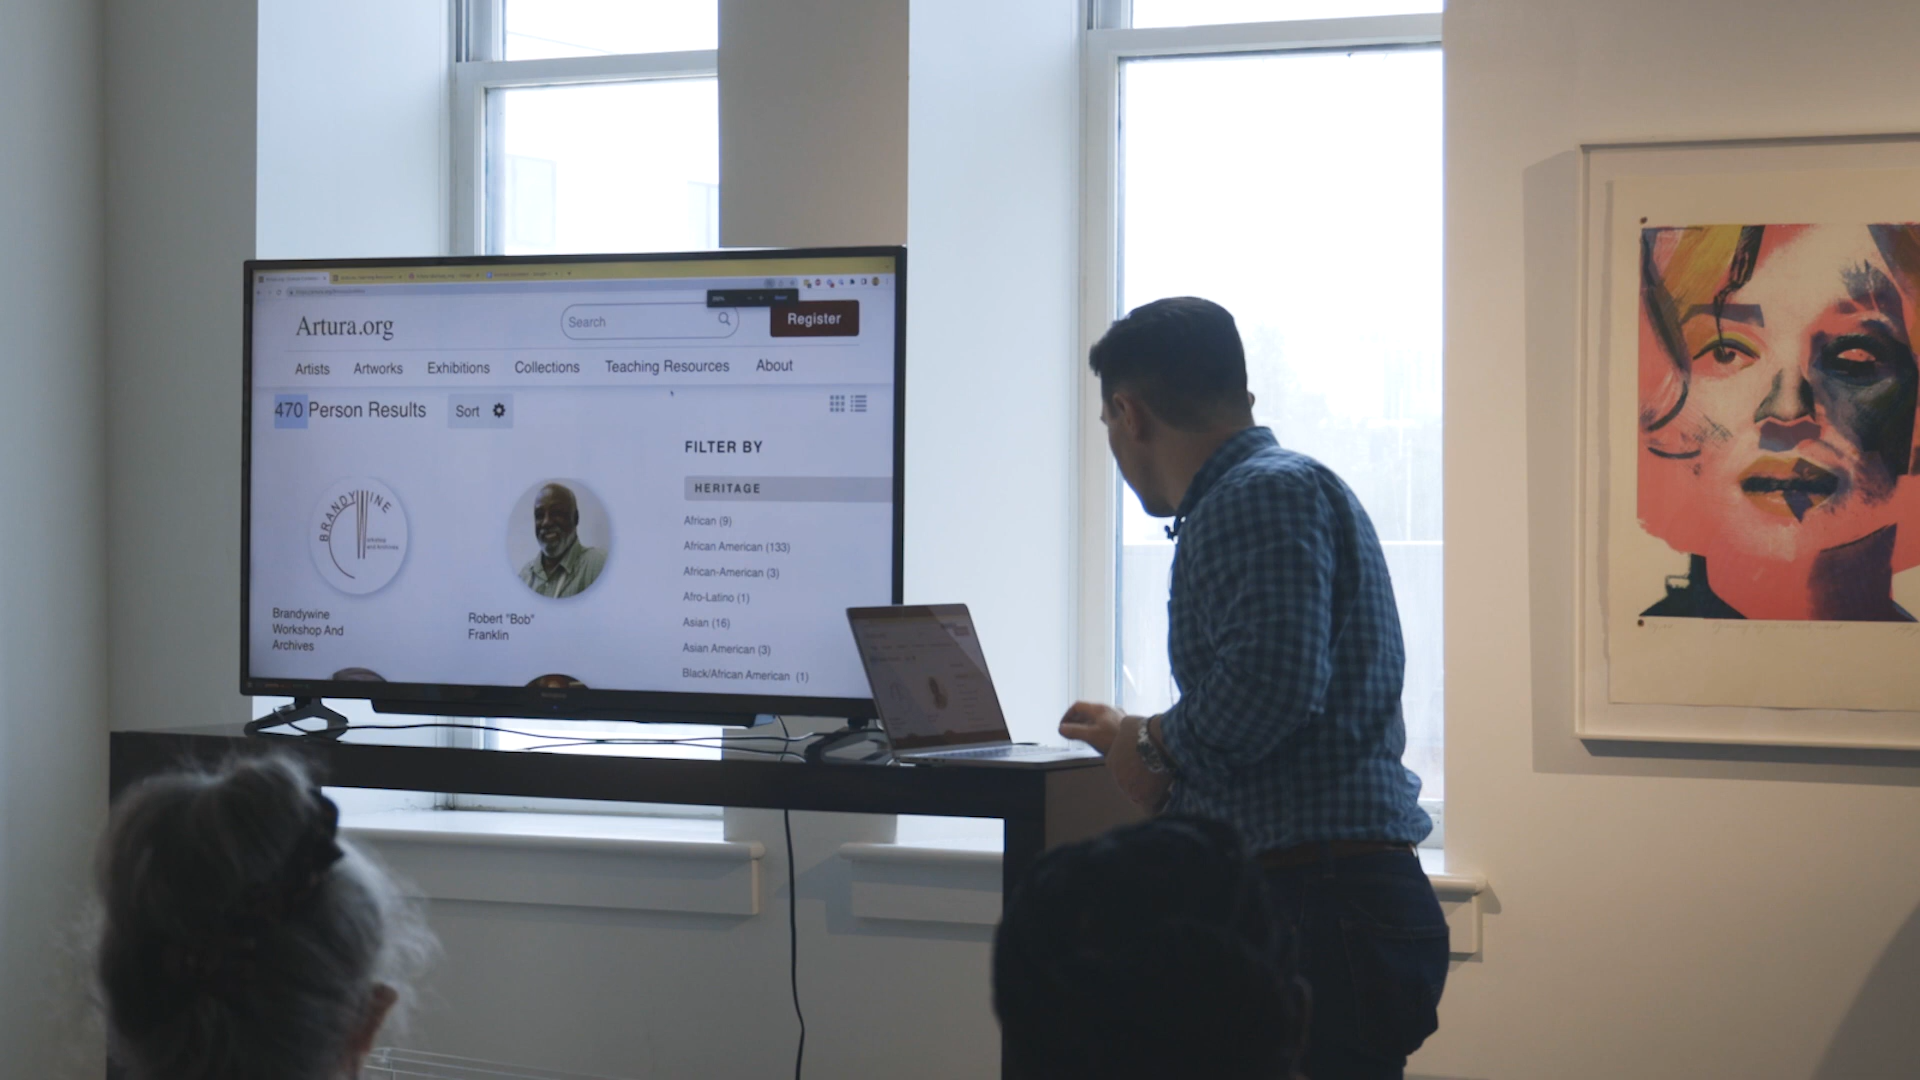 Artura.org
Search
Register
Artists Artworks Exhibitions Collections Teaching Resources About
470 Person Results
Sort
FILTER BY
HERITAGE
African (9)
African American (133)
African-American (3)
Afro-Latino (1)
Asian (16)
Asian American (3)
Black/African American (1)
BRANDYWINE
Brandywine
Workshop And
Archives
Robert "Bob"
Franklin